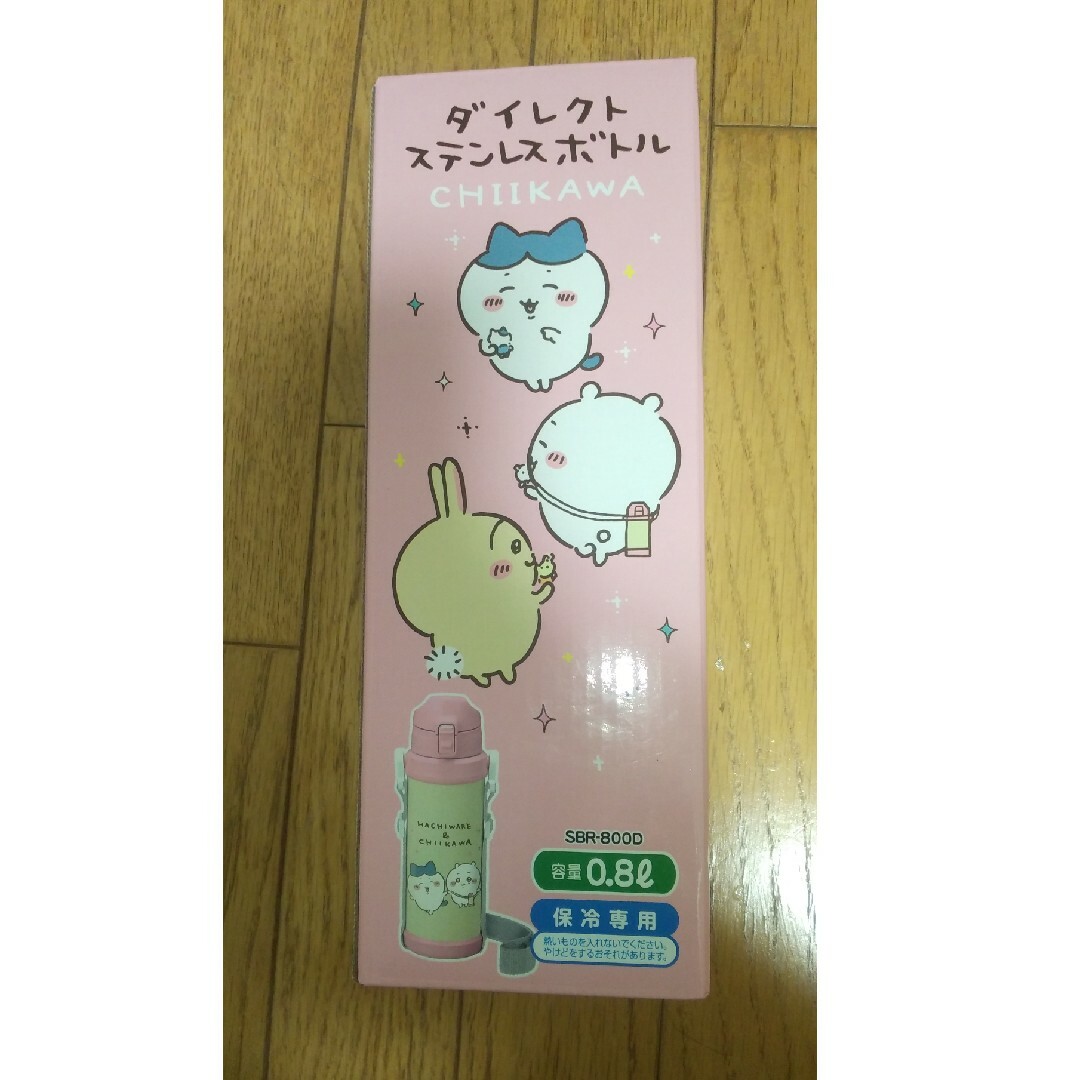 ダイレクト
ステンレスボトル
CHIIKAWA
HACHIWARE
&
CHIIKAWA
SBR-800D
容量 0.8ℓ
保冷専用
熱いものを入れないでください。
やけどをするおそれがあります。